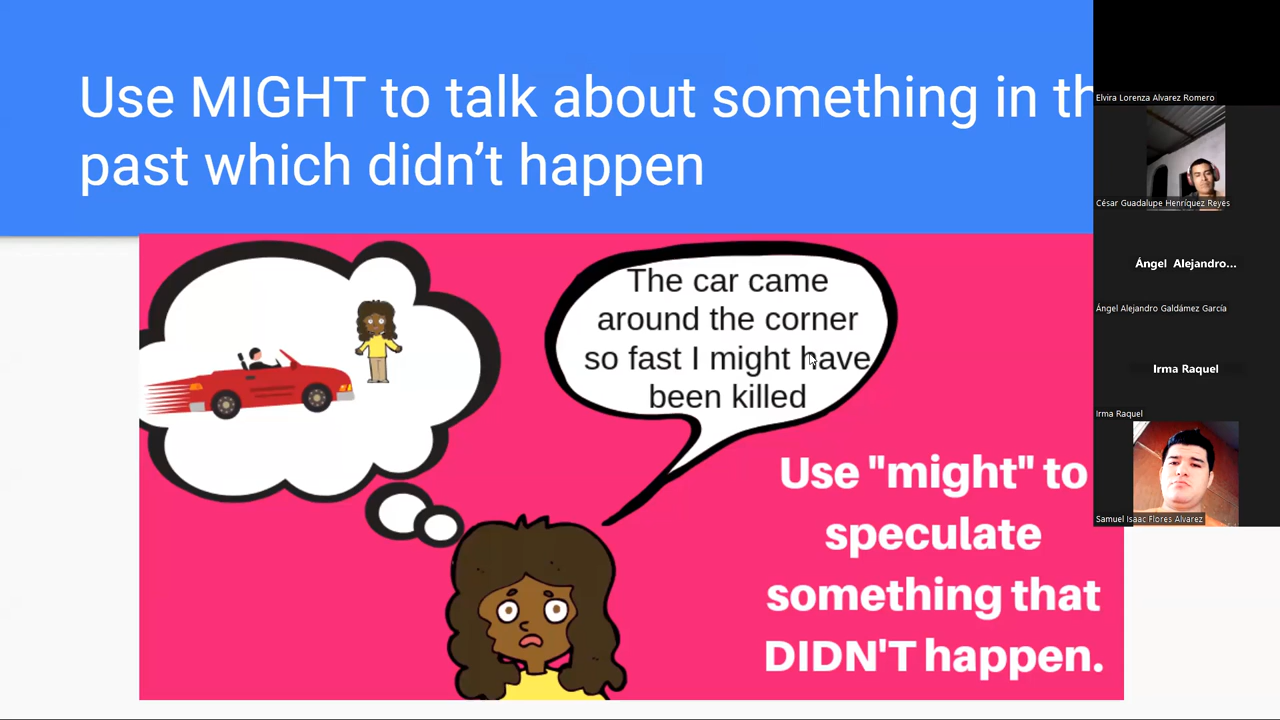 Use MIGHT to talk about something in th
past which didn't happen
The car came
around the corner
so fast I might have
been killed
Use "might" to
speculate
something that
DIDN'T happen.
Elvira Lorenza Alvarez Romero
César Guadalupe Henríquez Reyes
Ángel Alejandro...
Ángel Alejandro Galdámez García
Irma Raquel
Irma Raquel
Samuel Isaac Flores Alvarez